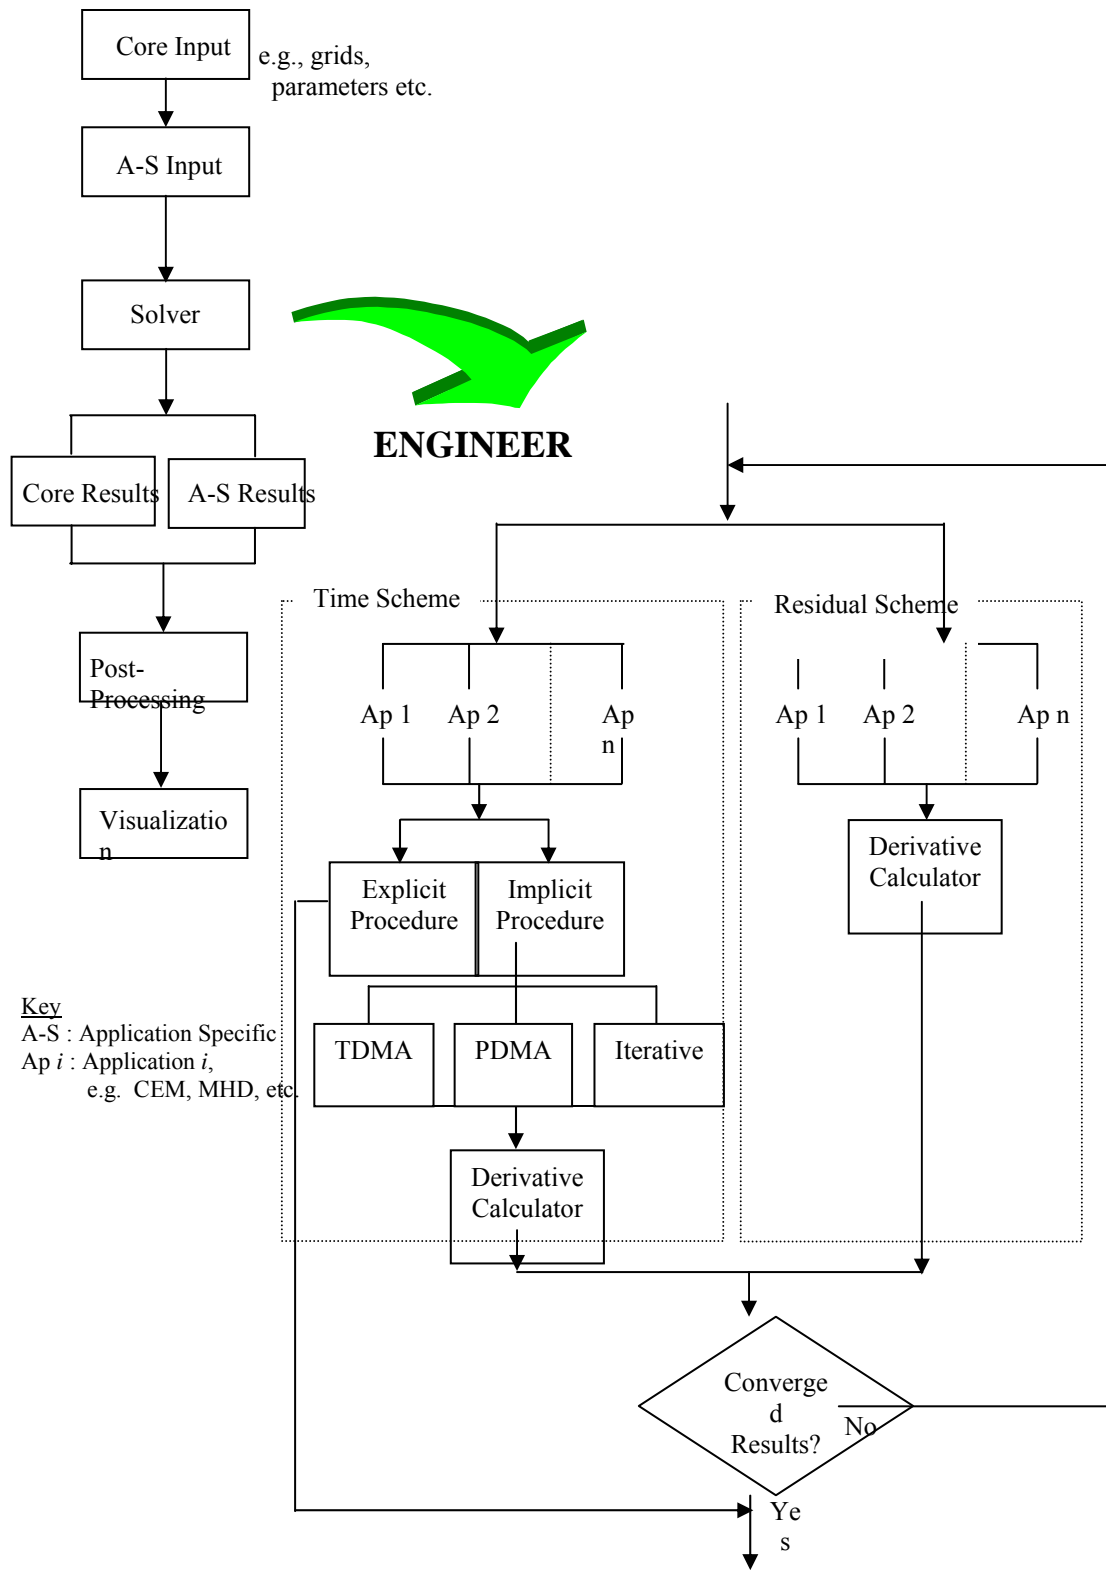 Core Input
e.g., grids,
parameters etc.
A-S Input
Solver
ENGINEER
Core Results
A-S Results
Time Scheme
Residual Scheme
Post-
Processing
Ap 1
Ap 2
Ap
n
Ap 1
Ap 2
Ap n
Visualizatio
n
Explicit
Procedure
Implicit
Procedure
Derivative
Calculator
Key
A-S : Application Specific
Ap i : Application i,
e.g. CEM, MHD, etc.
TDMA
PDMA
Iterative
Derivative
Calculator
Converge
d
Results?
No
Ye
s